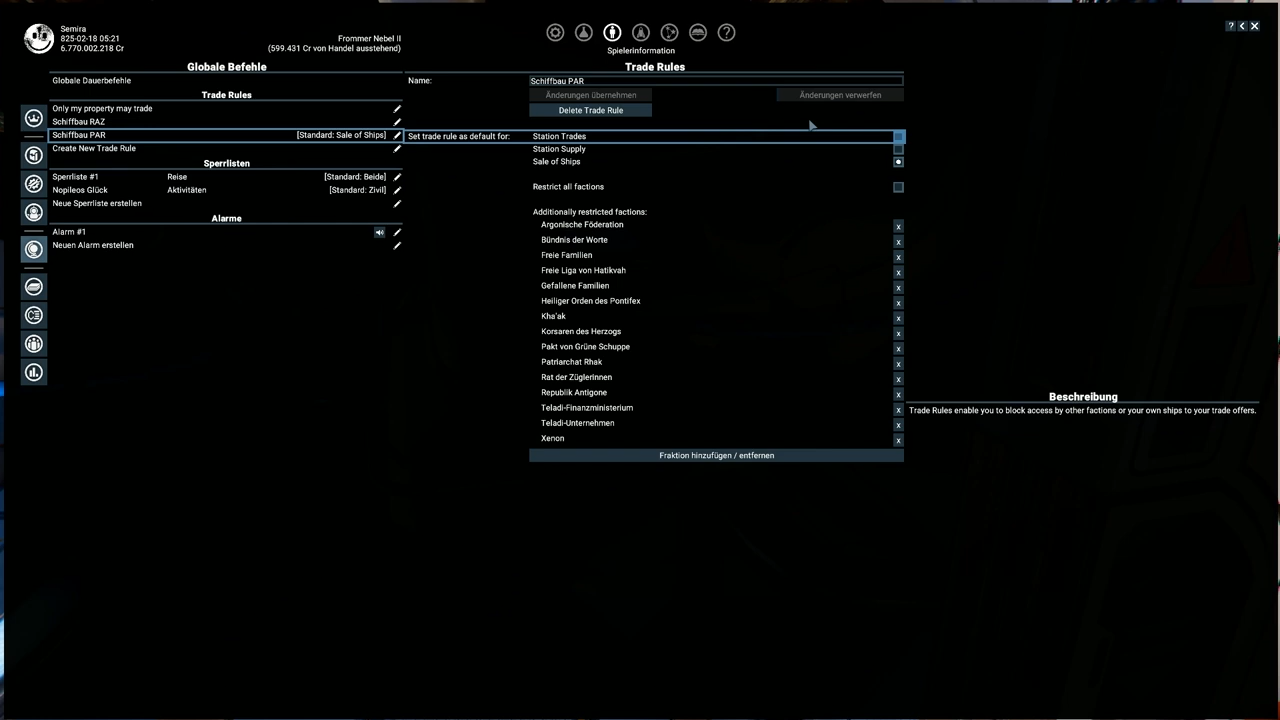 Semira
825-02-18 05:21
6.770.002.218 Cr
Frommer Nebel II
(599.431 Cr von Handel ausstehend)
Spielerinformation
Globale Befehle
Globale Dauerbefehle
Trade Rules
Only my property may trade
Schiffbau RAZ
Schiffbau PAR [Standard: Sale of Ships]
Create New Trade Rule
Sperrlisten
Sperrliste #1 Reise [Standard: Beide]
Nopileos Glück Aktivitäten [Standard: Zivil]
Neue Sperrliste erstellen
Alarme
Alarm #1
Neuen Alarm erstellen
Trade Rules
Name: Schiffbau PAR
Änderungen übernehmen Änderungen verwerfen
Delete Trade Rule
Set trade rule as default for: Station Trades
Station Supply
Sale of Ships
Restrict all factions
Additionally restricted factions:
Argonische Föderation x
Bündnis der Worte x
Freie Familien x
Freie Liga von Hatikvah x
Gefallene Familien x
Heiliger Orden des Pontifex x
Kha'ak x
Korsaren des Herzogs x
Pakt von Grüne Schuppe x
Patriarchat Rhak x
Rat der Züglerinnen x
Republik Antigone x
Teladi-Finanzministerium x
Teladi-Unternehmen x
Xenon x
Fraktion hinzufügen / entfernen
Beschreibung
Trade Rules enable you to block access by other factions or your own ships to your trade offers.